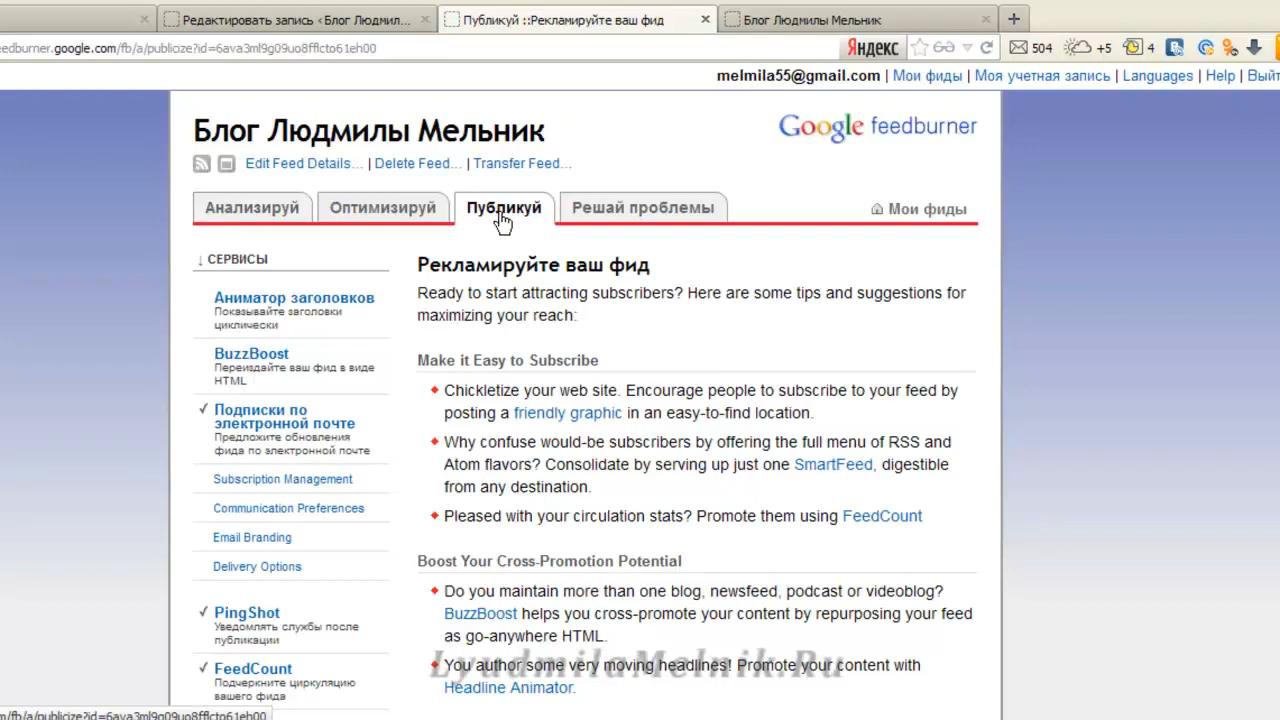 Редактировать запись ‹ Блог Людмил...
Публикуй ::Рекламируйте ваш фид
Блог Людмилы Мельник
eedburner.google.com/fb/a/publicize?id=6ava3ml9g09uo8fflcto61eh00
Яндекс
504
+5
4
melmila55@gmail.com | Мои фиды | Моя учетная запись | Languages | Help | Выйт
Блог Людмилы Мельник
Google feedburner
Edit Feed Details... | Delete Feed... | Transfer Feed...
Анализируй
Оптимизируй
Публикуй
Решай проблемы
Мои фиды
↓ СЕРВИСЫ
Аниматор заголовков
Показывайте заголовки
циклически
BuzzBoost
Переиздайте ваш фид в виде
HTML
✓ Подписки по
электронной почте
Предложите обновления
фида по электронной почте
Subscription Management
Communication Preferences
Email Branding
Delivery Options
✓ PingShot
Уведомлять службы после
публикации
✓ FeedCount
Подчеркните циркуляцию
вашего фида
Рекламируйте ваш фид
Ready to start attracting subscribers? Here are some tips and suggestions for
maximizing your reach:
Make it Easy to Subscribe
Chickletize your web site. Encourage people to subscribe to your feed by
posting a friendly graphic in an easy-to-find location.
Why confuse would-be subscribers by offering the full menu of RSS and
Atom flavors? Consolidate by serving up just one SmartFeed, digestible
from any destination.
Pleased with your circulation stats? Promote them using FeedCount
Boost Your Cross-Promotion Potential
Do you maintain more than one blog, newsfeed, podcast or videoblog?
BuzzBoost helps you cross-promote your content by repurposing your feed
as go-anywhere HTML.
You author some very moving headlines! Promote your content with
Headline Animator.
LyudmilaMelnik.Ru
m/fb/a/publicize?id=6ava3ml9g09uo8fflcto61eh00